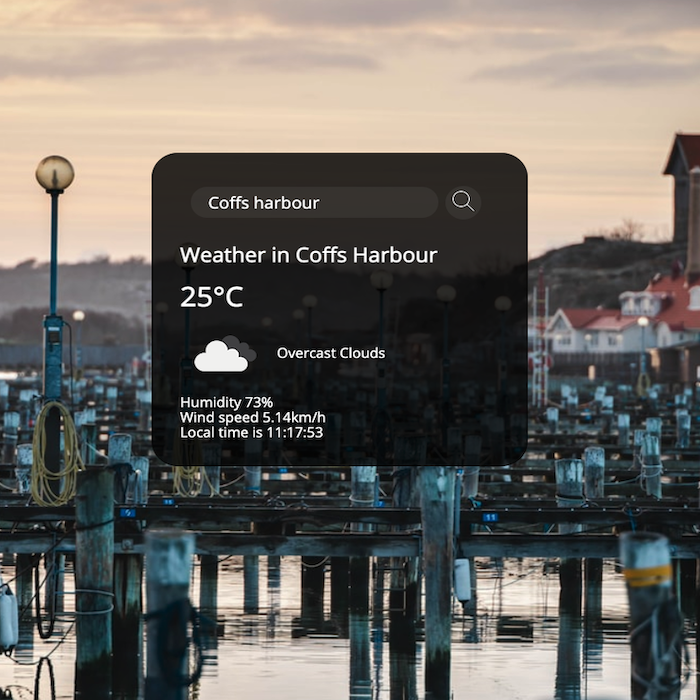 Coffs harbour
Weather in Coffs Harbour
25°C
Overcast Clouds
Humidity 73%
Wind speed 5.14km/h
Local time is 11:17:53
11